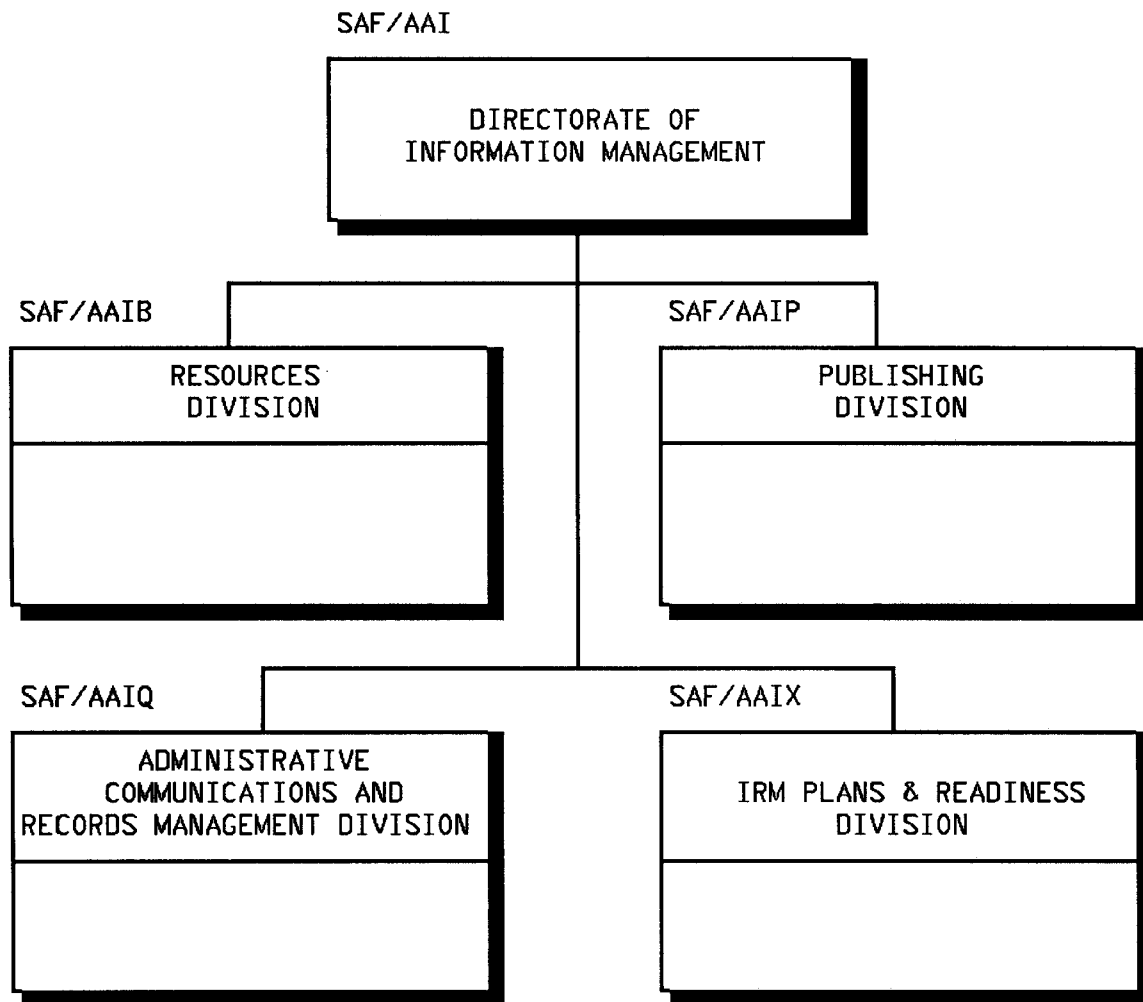 SAF/AAI
DIRECTORATE OF
INFORMATION MANAGEMENT
SAF/AAIB
RESOURCES
DIVISION
SAF/AAIP
PUBLISHING
DIVISION
SAF/AAIQ
ADMINISTRATIVE
COMMUNICATIONS AND
RECORDS MANAGEMENT DIVISION
SAF/AAIX
IRM PLANS & READINESS
DIVISION